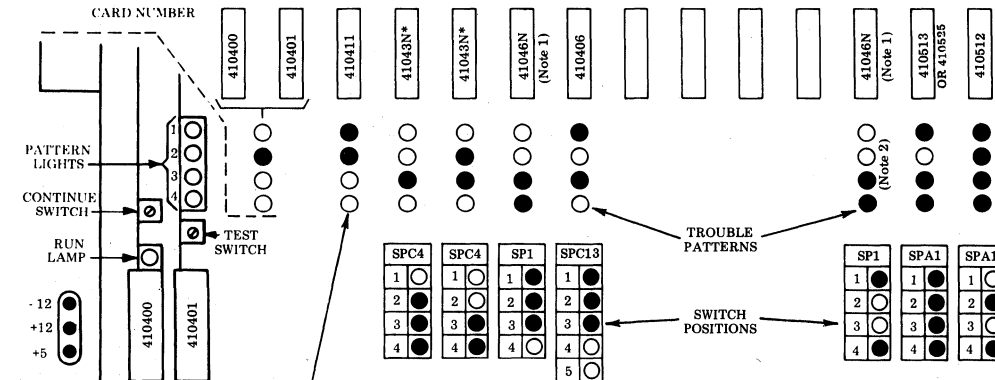 CARD NUMBER
410400
410401
410411
41043N*
41043N*
41046N
(Note 1)
410406
41046N
(Note 1)
410513
OR 410525
410512
PATTERN
LIGHTS
1
2
3
4
(Note 2)
CONTINUE
SWITCH
TEST
SWITCH
RUN
LAMP
TROUBLE
PATTERNS
-12
+12
+5
410400
410401
SPC4
1
2
3
4
SPC4
1
2
3
4
SP1
1
2
3
4
SPC13
1
2
3
4
5
SWITCH
POSITIONS
SP1
1
2
3
4
SPA1
1
2
3
4
SPA1
1
2
3
4